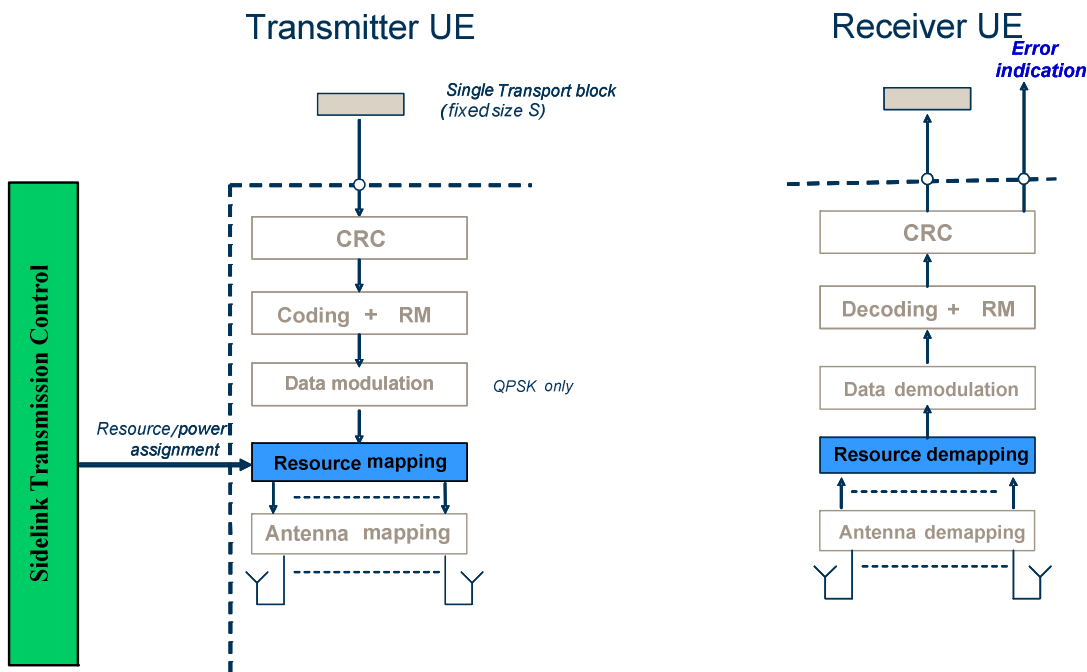 Transmitter UE
Receiver UE
Error
indication
Single Transport block
(fixed size S)
CRC
CRC
Coding + RM
Decoding + RM
Data modulation
QPSK only
Data demodulation
Resource/power
assignment
Resource mapping
Resource demapping
Antenna mapping
Antenna demapping
Sidelink Transmission Control